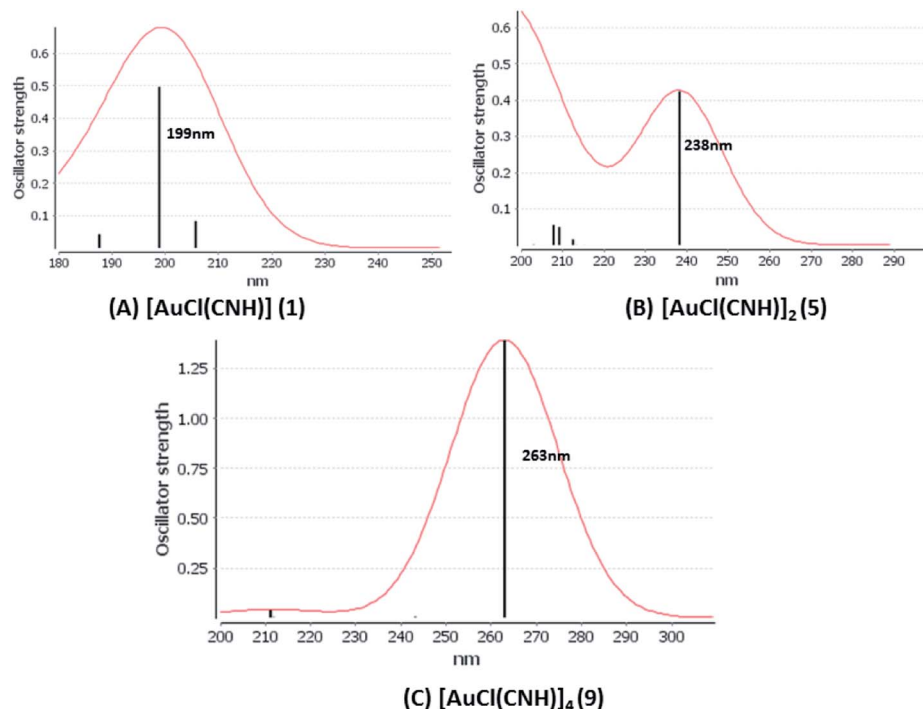 Oscillator strength
0.6
0.5
0.4
0.3
0.2
0.1
199nm
180 190 200 210 220 230 240 250
nm
(A) [AuCl(CNH)] (1)
Oscillator strength
0.6
0.5
0.4
0.3
0.2
0.1
238nm
200 210 220 230 240 250 260 270 280 290
nm
(B) [AuCl(CNH)]₂ (5)
Oscillator strength
1.25
1.00
0.75
0.50
0.25
263nm
200 210 220 230 240 250 260 270 280 290 300
nm
(C) [AuCl(CNH)]₄ (9)